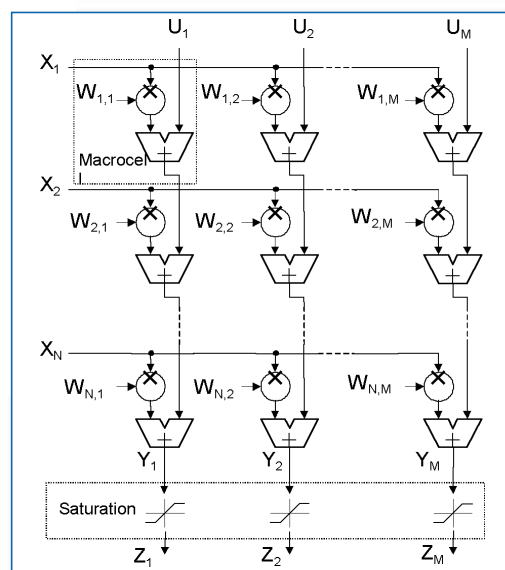 U1 U2 UM
X1
W1,1 W1,2 W1,M
Macrocel
l
X2
W2,1 W2,2 W2,M
XN
WN,1 WN,2 WN,M
Y1 Y2 YM
Saturation
Z1 Z2 ZM